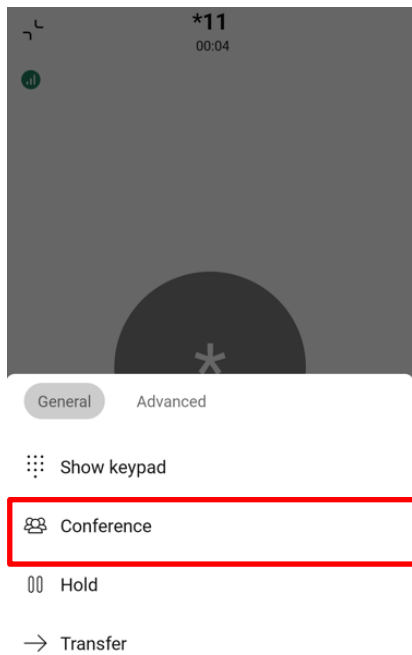 *11
00:04
*
General Advanced
Show keypad
Conference
Hold
Transfer